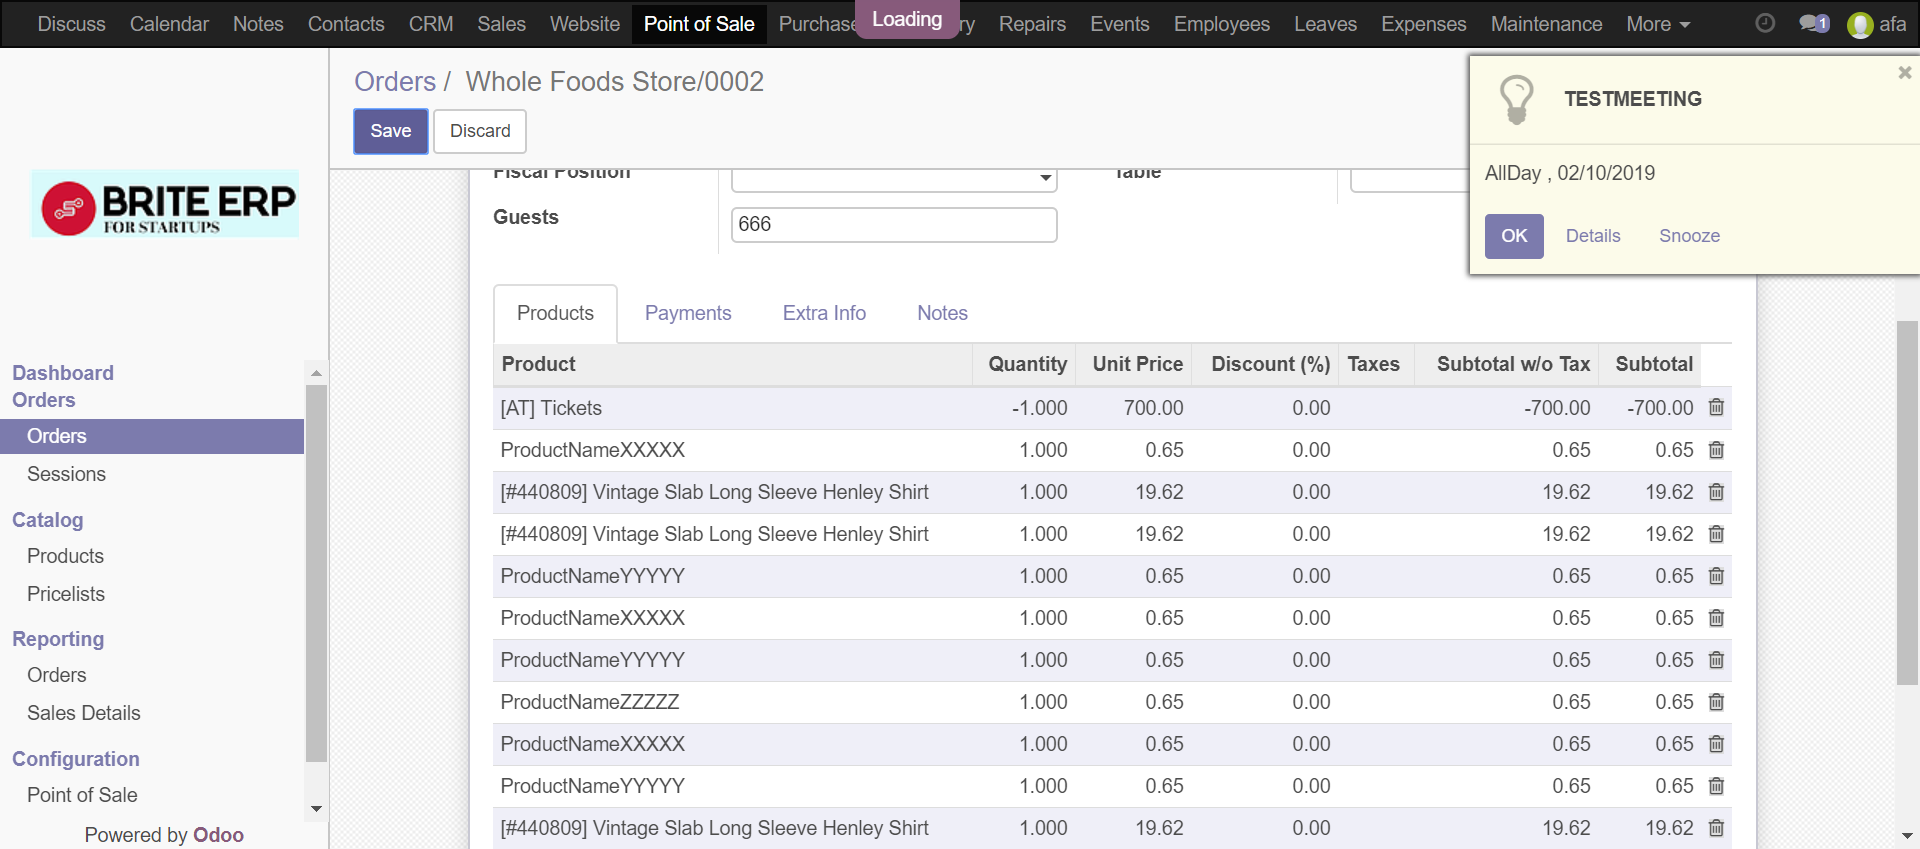 Discuss Calendar Notes Contacts CRM Sales Website Point of Sale Purchase Loading ry Repairs Events Employees Leaves Expenses Maintenance More 1 afa
Orders / Whole Foods Store/0002
Save Discard
TESTMEETING
AllDay , 02/10/2019
OK Details Snooze
BRITE ERP
FOR STARTUPS
Dashboard
Orders
Orders
Sessions
Catalog
Products
Pricelists
Reporting
Orders
Sales Details
Configuration
Point of Sale
Powered by Odoo
Fiscal Position Table
Guests 666
Products Payments Extra Info Notes
Product Quantity Unit Price Discount (%) Taxes Subtotal w/o Tax Subtotal
[AT] Tickets -1.000 700.00 0.00 -700.00 -700.00
ProductNameXXXXX 1.000 0.65 0.00 0.65 0.65
[#440809] Vintage Slab Long Sleeve Henley Shirt 1.000 19.62 0.00 19.62 19.62
[#440809] Vintage Slab Long Sleeve Henley Shirt 1.000 19.62 0.00 19.62 19.62
ProductNameYYYYY 1.000 0.65 0.00 0.65 0.65
ProductNameXXXXX 1.000 0.65 0.00 0.65 0.65
ProductNameYYYYY 1.000 0.65 0.00 0.65 0.65
ProductNameZZZZZ 1.000 0.65 0.00 0.65 0.65
ProductNameXXXXX 1.000 0.65 0.00 0.65 0.65
ProductNameYYYYY 1.000 0.65 0.00 0.65 0.65
[#440809] Vintage Slab Long Sleeve Henley Shirt 1.000 19.62 0.00 19.62 19.62